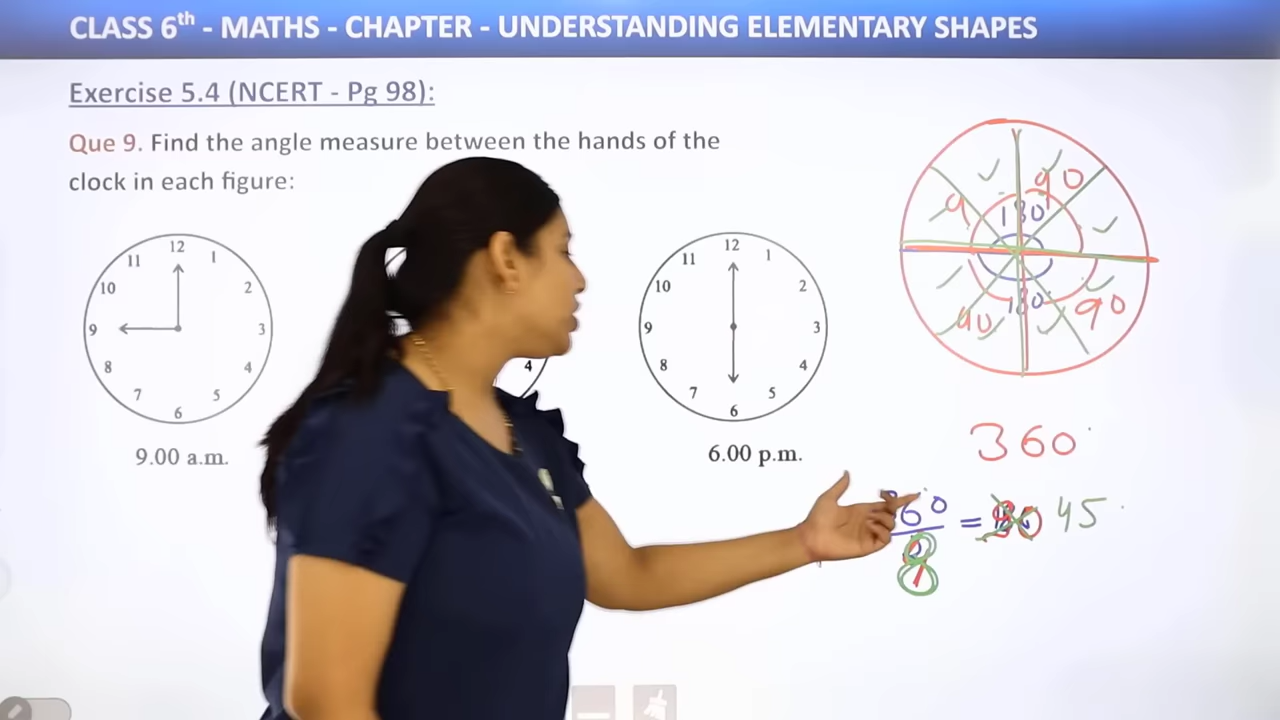 CLASS 6th - MATHS - CHAPTER - UNDERSTANDING ELEMENTARY SHAPES
Exercise 5.4 (NCERT - Pg 98):
Que 9. Find the angle measure between the hands of the
clock in each figure:
12
11 1
10 2
9 3
8 4
7 5
6
9.00 a.m.
4
12
11 1
10 2
9 3
8 4
7 5
6
6.00 p.m.
9 180 90
90 180 90
360°
= 45°
8